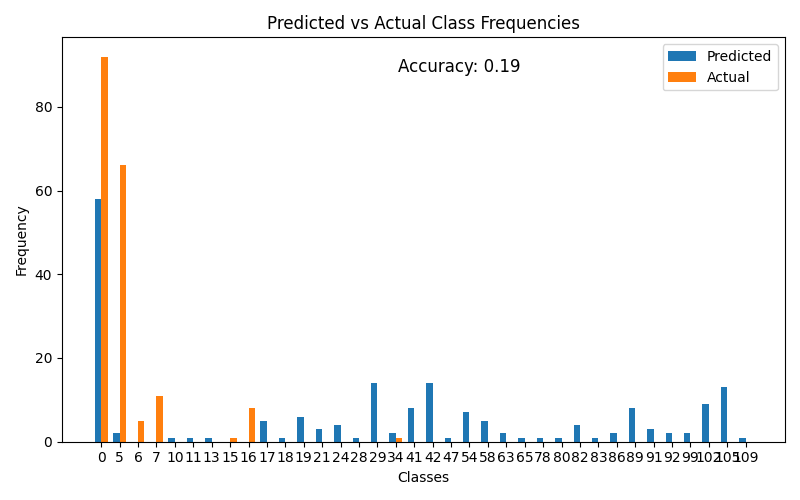 Predicted vs Actual Class Frequencies
Accuracy: 0.19
Predicted
Actual
Frequency
80
60
40
20
0
0 5 6 7 10 11 13 15 16 17 18 19 21 24 28 29 34 41 42 47 54 58 63 65 78 80 82 83 86 89 91 92 99 102 105 109
Classes